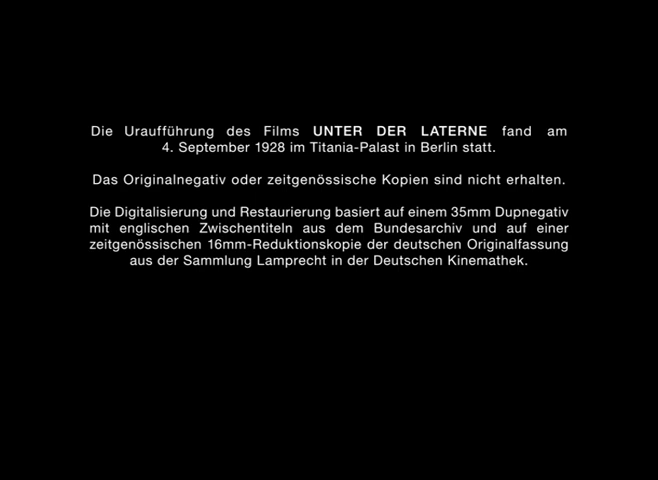 Die Uraufführung des Films UNTER DER LATERNE fand am
4. September 1928 im Titania-Palast in Berlin statt.
Das Originalnegativ oder zeitgenössische Kopien sind nicht erhalten.
Die Digitalisierung und Restaurierung basiert auf einem 35mm Dupnegativ
mit englischen Zwischentiteln aus dem Bundesarchiv und auf einer
zeitgenössischen 16mm-Reduktionskopie der deutschen Originalfassung
aus der Sammlung Lamprecht in der Deutschen Kinemathek.